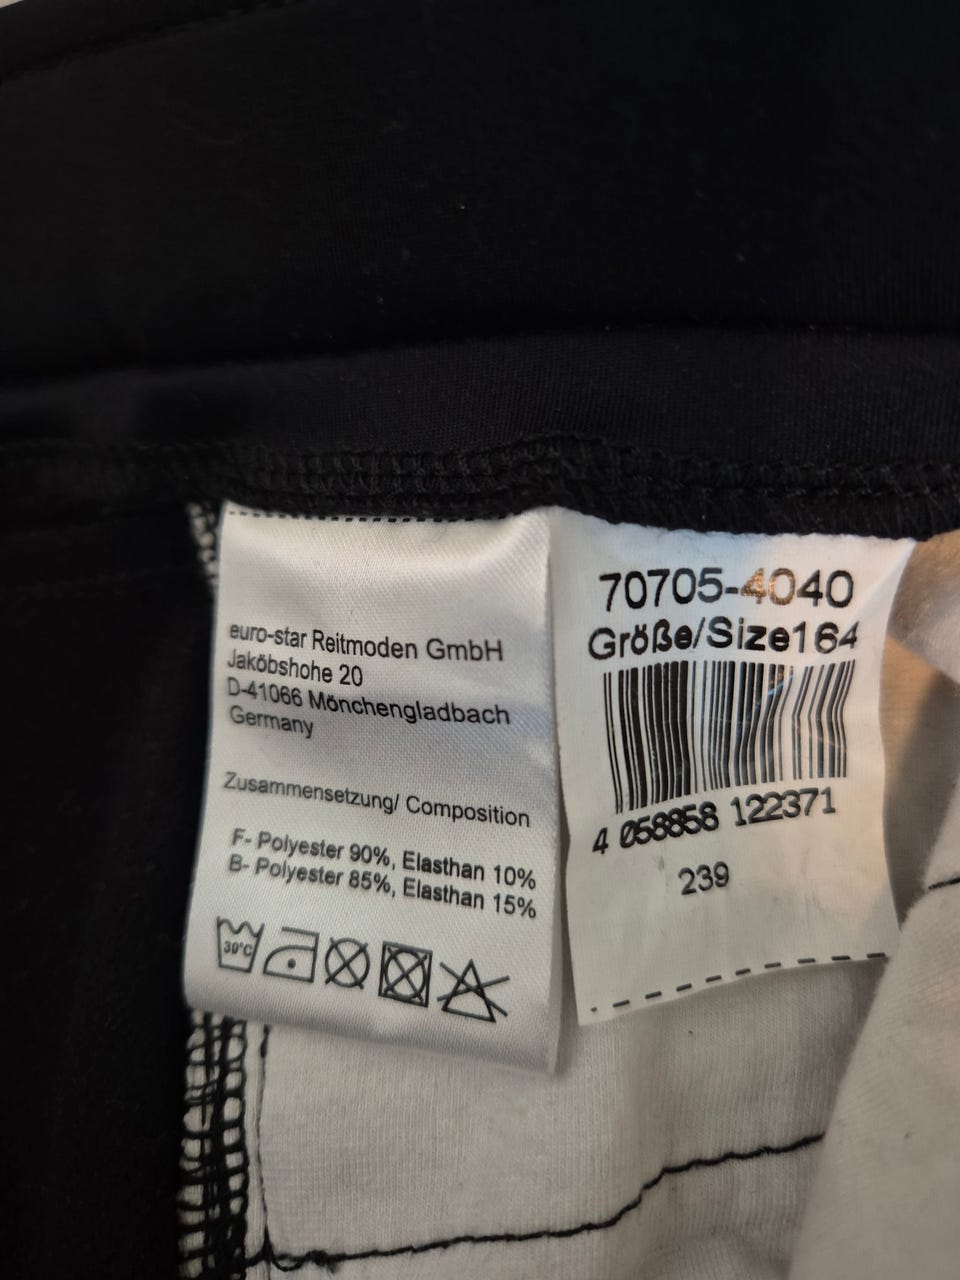 euro-star Reitmoden GmbH
Jaköbshohe 20
D-41066 Mönchengladbach
Germany
Zusammensetzung/ Composition
F- Polyester 90%, Elasthan 10%
B- Polyester 85%, Elasthan 15%
30°C
70705-4040
Größe/Size164
4 058858 122371
239